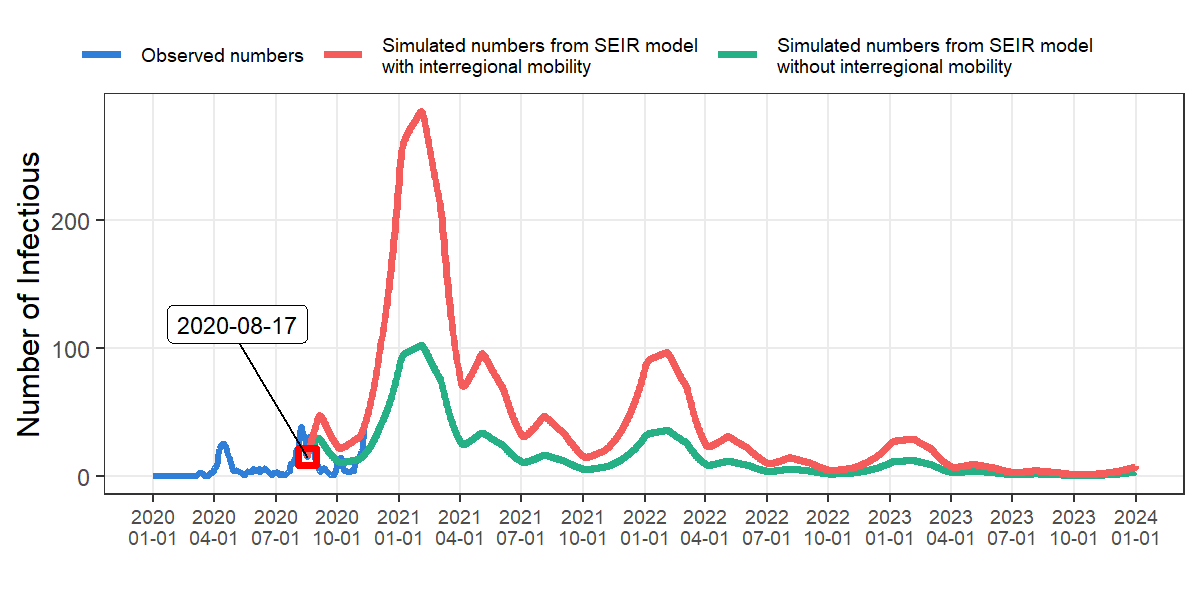 Observed numbers
Simulated numbers from SEIR model
with interregional mobility
Simulated numbers from SEIR model
without interregional mobility
Number of Infectious
200
100
0
2020-08-17
2020 2020 2020 2020 2021 2021 2021 2021 2022 2022 2022 2022 2023 2023 2023 2023 2024
01-01 04-01 07-01 10-01 01-01 04-01 07-01 10-01 01-01 04-01 07-01 10-01 01-01 04-01 07-01 10-01 01-01